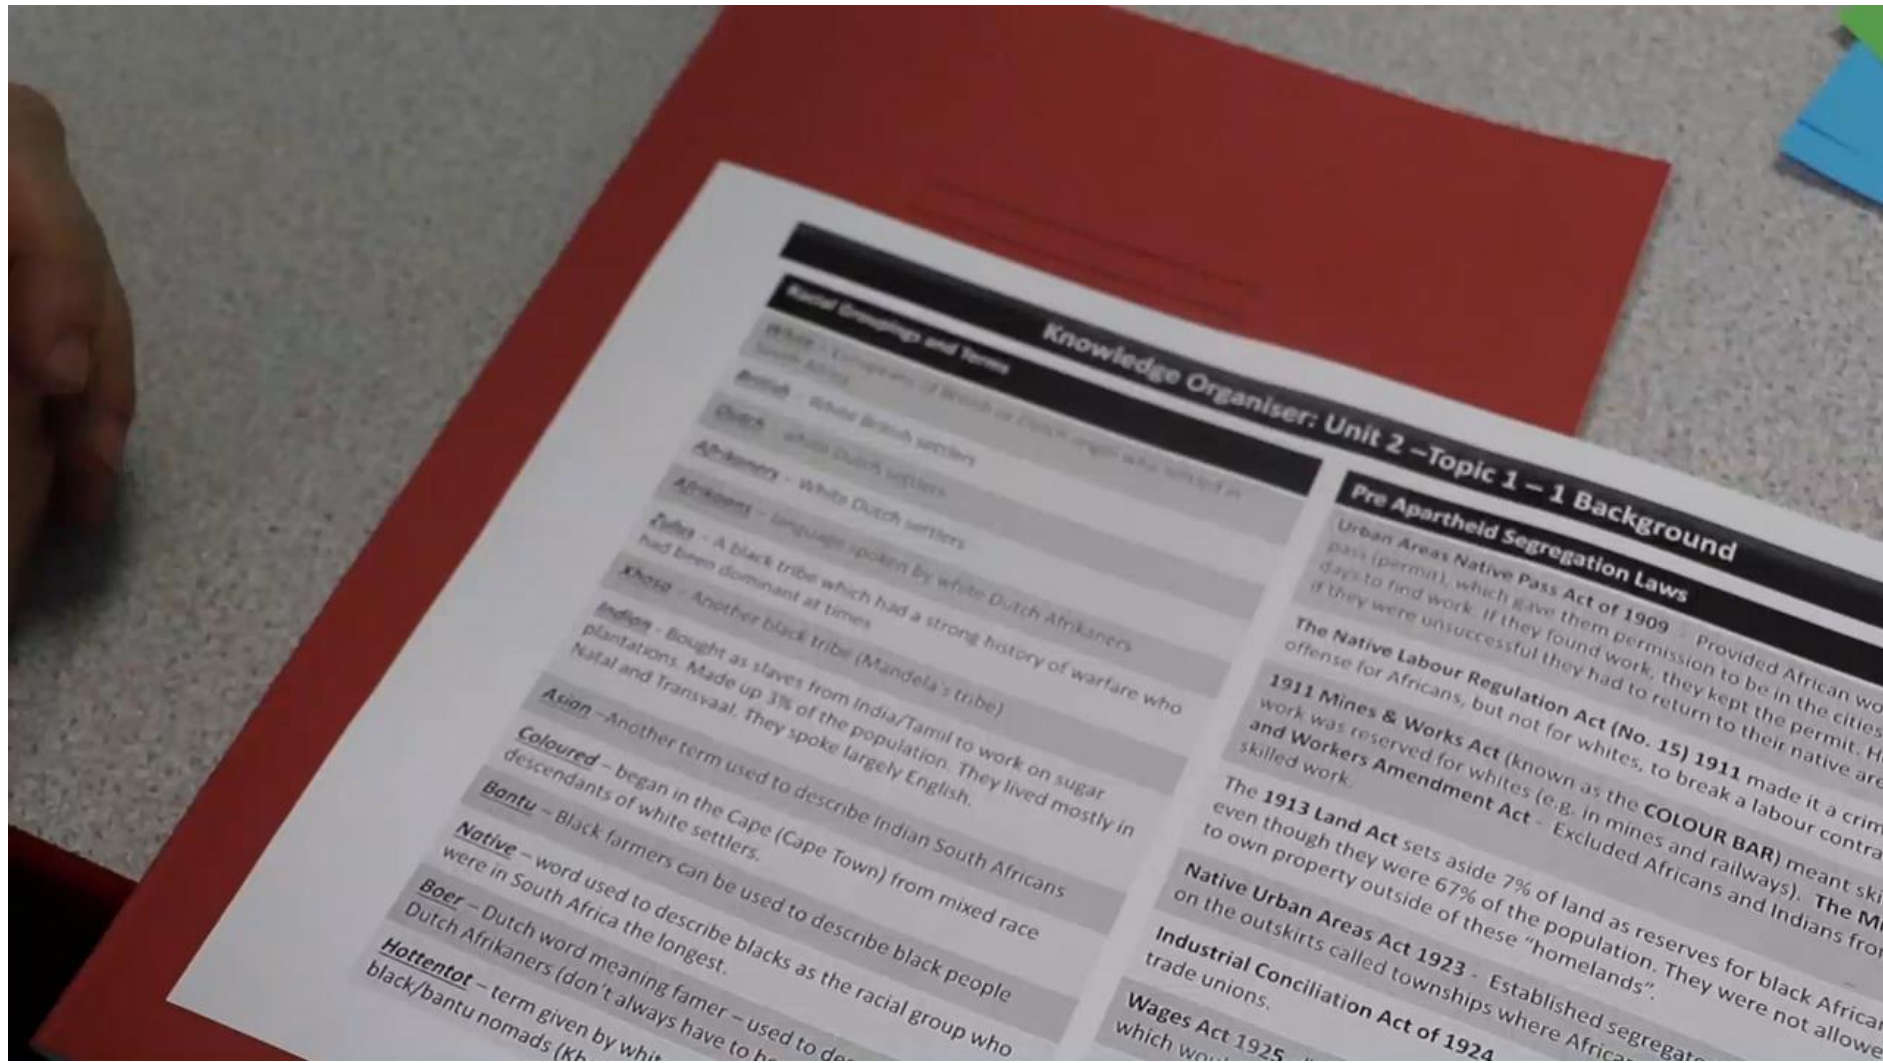 Knowledge Organiser: Unit 2 –Topic 1 – 1 Background
Racial Groupings and Terms
White - Europeans of British or Dutch origin who settled in
South Africa
British - White British settlers
Dutch - white Dutch settlers
Afrikaners - White Dutch settlers
Afrikaans – language spoken by white Dutch Afrikaners
Zulus - A black tribe which had a strong history of warfare who
had been dominant at times
Xhosa - Another black tribe (Mandela's tribe)
Indian - Bought as slaves from India/Tamil to work on sugar
plantations. Made up 3% of the population. They lived mostly in
Natal and Transvaal. They spoke largely English.
Asian –Another term used to describe Indian South Africans
Coloured – began in the Cape (Cape Town) from mixed race
descendants of white settlers.
Bantu – Black farmers can be used to describe black people
Native – word used to describe blacks as the racial group who
were in South Africa the longest.
Boer – Dutch word meaning famer – used to
Dutch Afrikaners (don't always have to
Hottentot – term given by
black/bantu nomads
Pre Apartheid Segregation Laws
Urban Areas Native Pass Act of 1909 - Provided African
pass (permit), which gave them permission to be in the cities
days to find work. If they found work, they kept the permit.
if they were unsuccessful they had to return to their native
The Native Labour Regulation Act (No. 15) 1911 made it a
offense for Africans, but not for whites, to break a labour
1911 Mines & Works Act (known as the COLOUR BAR) meant
work was reserved for whites (e.g. in mines and railways). The
and Workers Amendment Act - Excluded Africans and Indians
skilled work.
The 1913 Land Act sets aside 7% of land as reserves for black
even though they were 67% of the population. They were not
to own property outside of these "homelands".
Native Urban Areas Act 1923 - Established
on the outskirts called townships where
Industrial Conciliation Act of 1924
trade unions.
Wages Act 1925
which